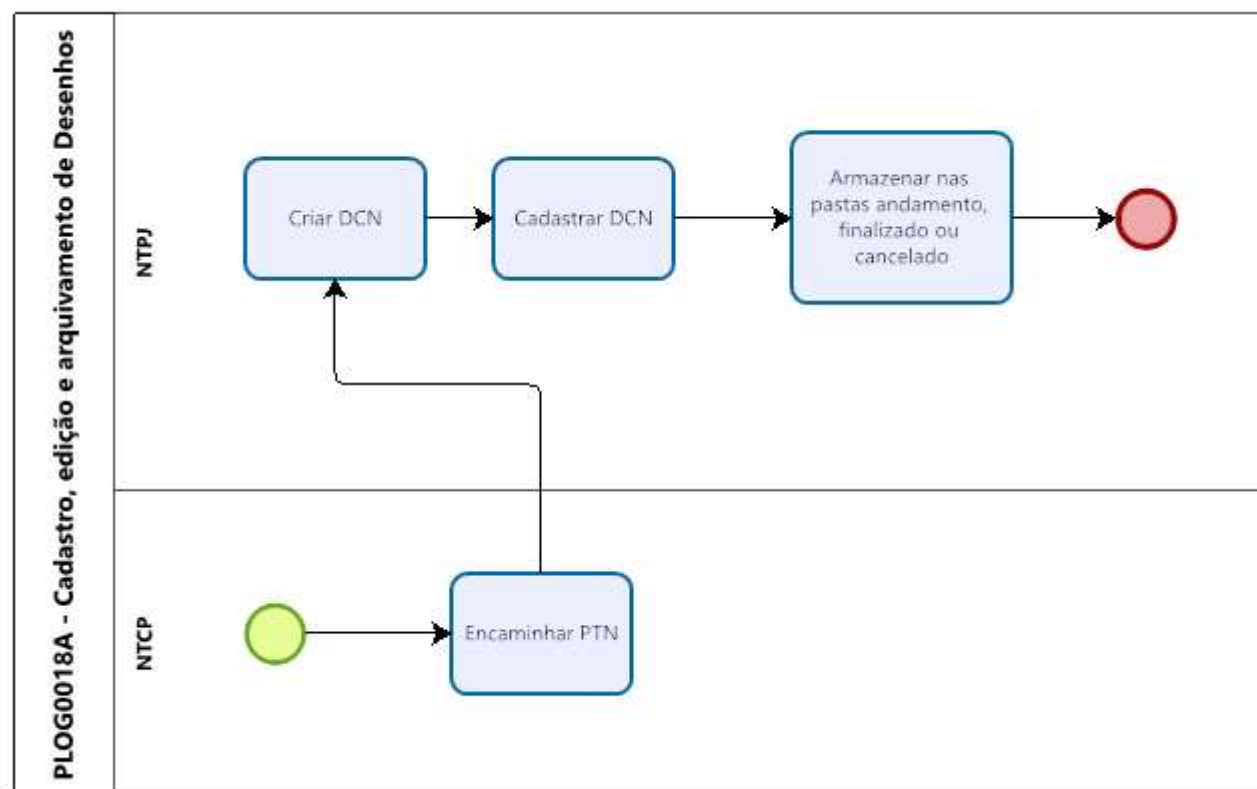 PLOG0018A - Cadastro, edição e arquivamento de Desenhos
NTPJ
Criar DCN
Cadastrar DCN
Armazenar nas
pastas andamento,
finalizado ou
cancelado
NTCP
Encaminhar PTN